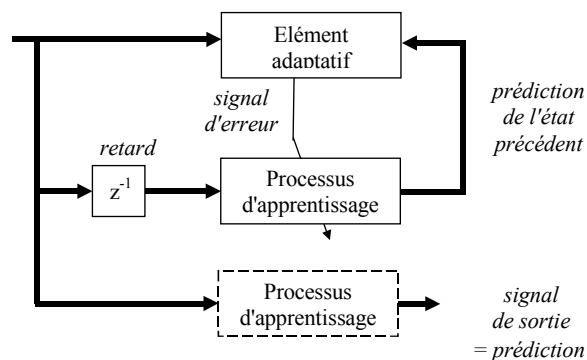 Elément
adaptatif
signal
d'erreur
prédiction
de l'état
précédent
retard
z-1
Processus
d'apprentissage
Processus
d'apprentissage
signal
de sortie
= prédiction